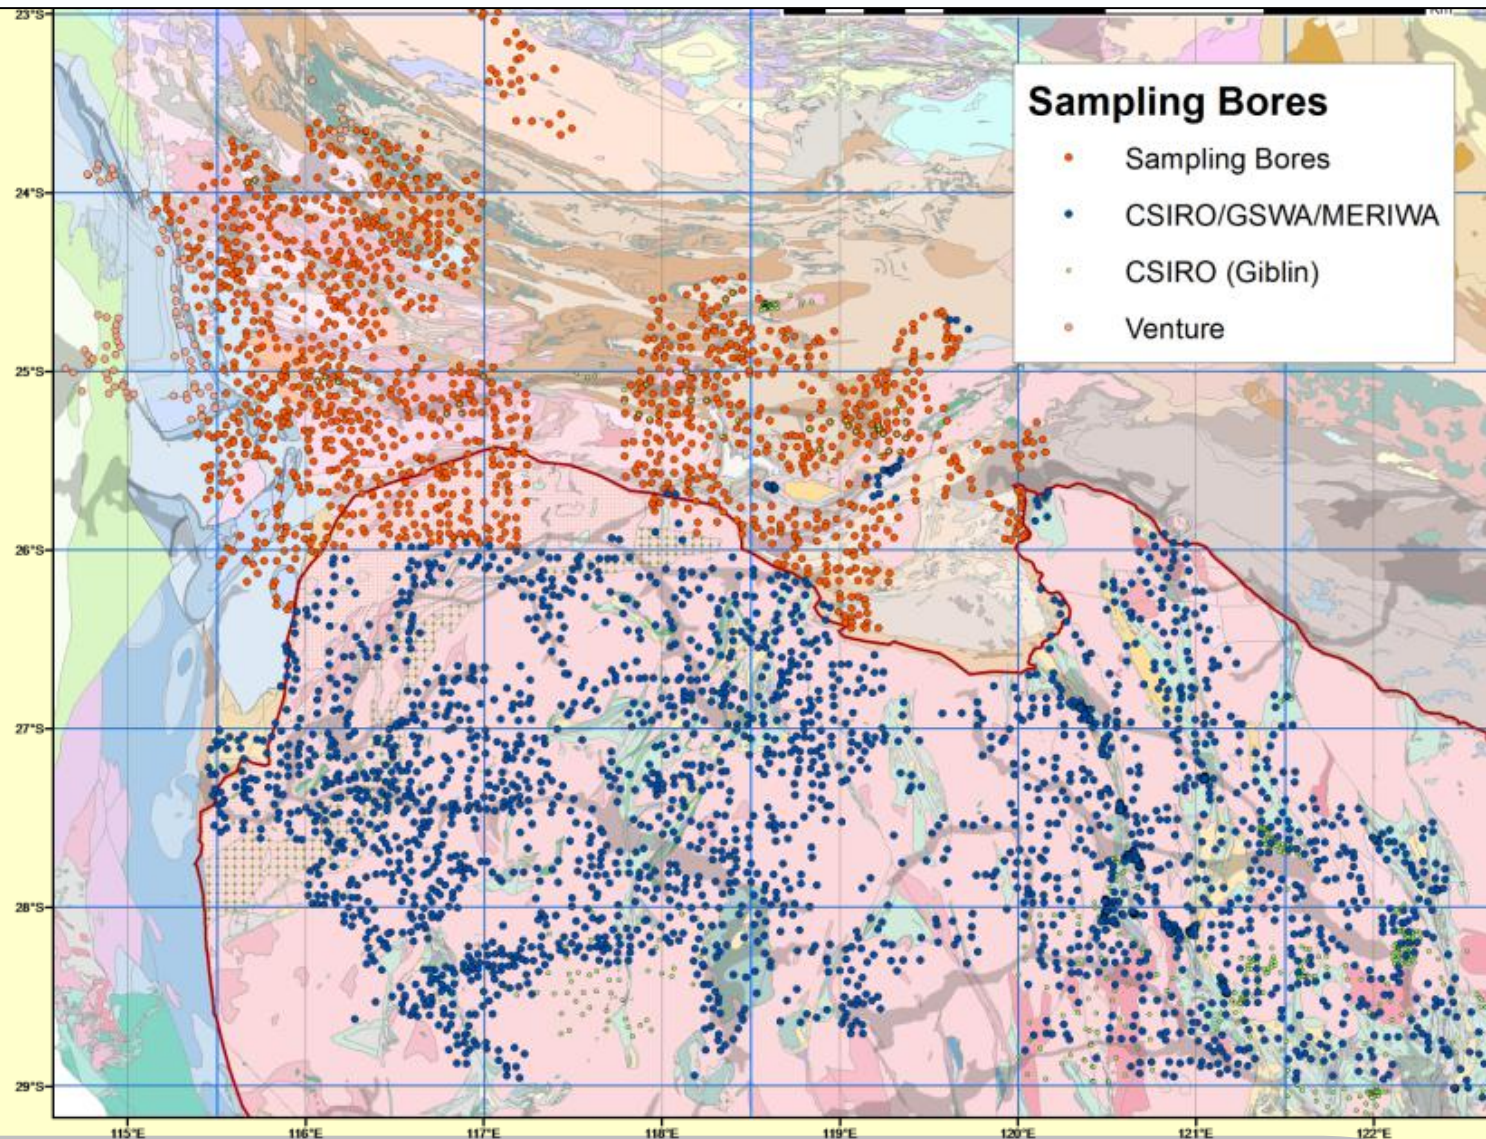 23°S
Sampling Bores
Sampling Bores
CSIRO/GSWA/MERIWA
CSIRO (Giblin)
Venture
24°S
25°S
26°S
27°S
28°S
29°S
115°E 116°E 117°E 118°E 119°E 120°E 121°E 122°E